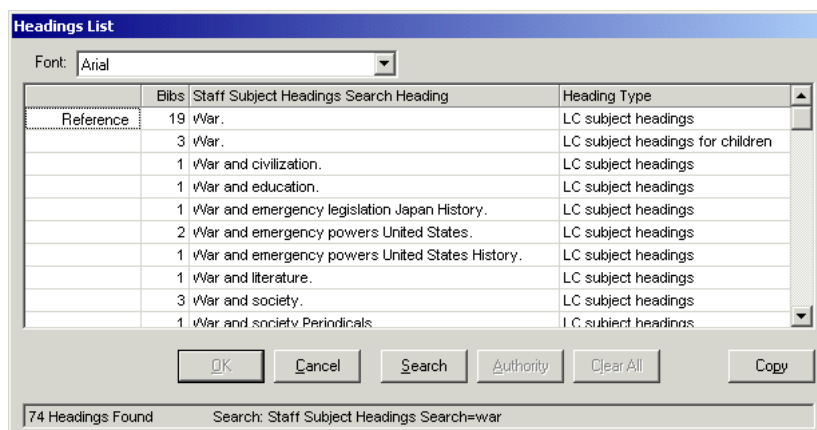 Headings List
Font: Arial
Bibs Staff Subject Headings Search Heading Heading Type
Reference 19 War. LC subject headings
3 War. LC subject headings for children
1 War and civilization. LC subject headings
1 War and education. LC subject headings
1 War and emergency legislation Japan History. LC subject headings
2 War and emergency powers United States. LC subject headings
1 War and emergency powers United States History. LC subject headings
1 War and literature. LC subject headings
3 War and society. LC subject headings
1 War and society Periodicals LC subject headings
OK Cancel Search Authority Clear All Copy
74 Headings Found Search: Staff Subject Headings Search=war